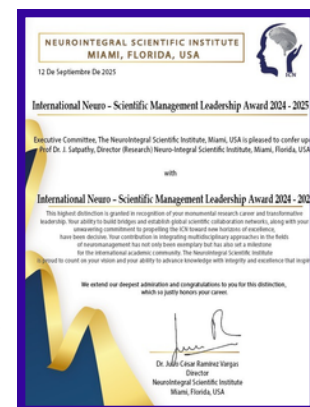 NEUROINTEGRAL SCIENTIFIC INSTITUTE
MIAMI, FLORIDA, USA
ICN
12 De Septiembre De 2025
International Neuro – Scientific Management Leadership Award 2024 - 2025
Executive Committee, The NeuroIntegral Scientific Institute, Miami, USA is pleased to confer up
Prof Dr. J. Satpathy, Director (Research) Neuro-Integral Scientific Institute, Miami, Florida, USA
with
International Neuro – Scientific Management Leadership Award 2024 - 202
This highest distinction is granted in recognition of your monumental research career and transformative
leadership. Your ability to build bridges and establish global scientific collaboration networks, along with your
unwavering commitment to propelling the ICN toward new horizons of excellence,
have been decisive. Your contribution in integrating multidisciplinary approaches in the fields
of neuromanagement has not only been exemplary but has also set a milestone
for the international academic community. The NeuroIntegral Scientific Institute
is proud to count on your vision and your ability to advance knowledge with integrity and excellence that inspir
We extend our deepest admiration and congratulations to you for this distinction,
which so justly honors your career.
Dr. Julio César Ramírez Vargas
Director
NeuroIntegral Scientific Institute
Miami, Florida, USA